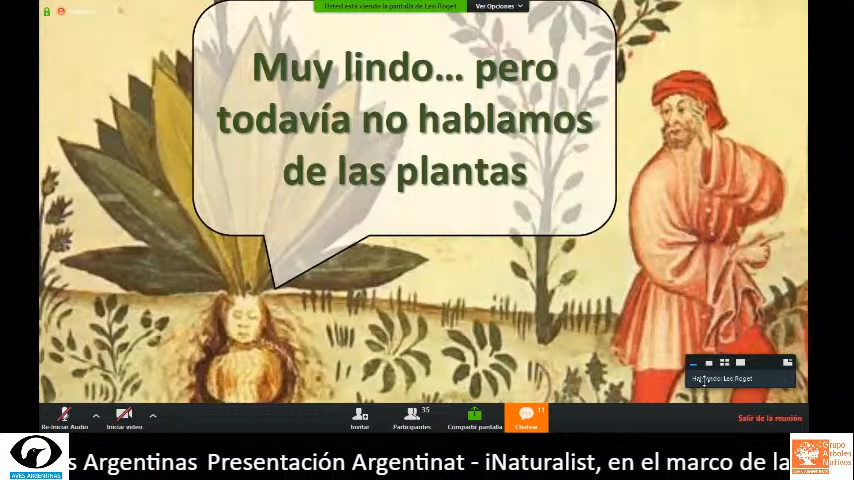 Usted está viendo la pantalla de Leo Roget
Ver Opciones
Muy lindo... pero
todavía no hablamos
de las plantas
Hablando: Leo Roget
Re-Iniciar Audio
Iniciar video
Invitar
35
Participantes
Compartir pantalla
11
Chatear
Salir de la reunión
AVES ARGENTINAS
s Argentinas Presentación Argentinat - iNaturalist, en el marco de la
Grupo
Árboles
Nativos